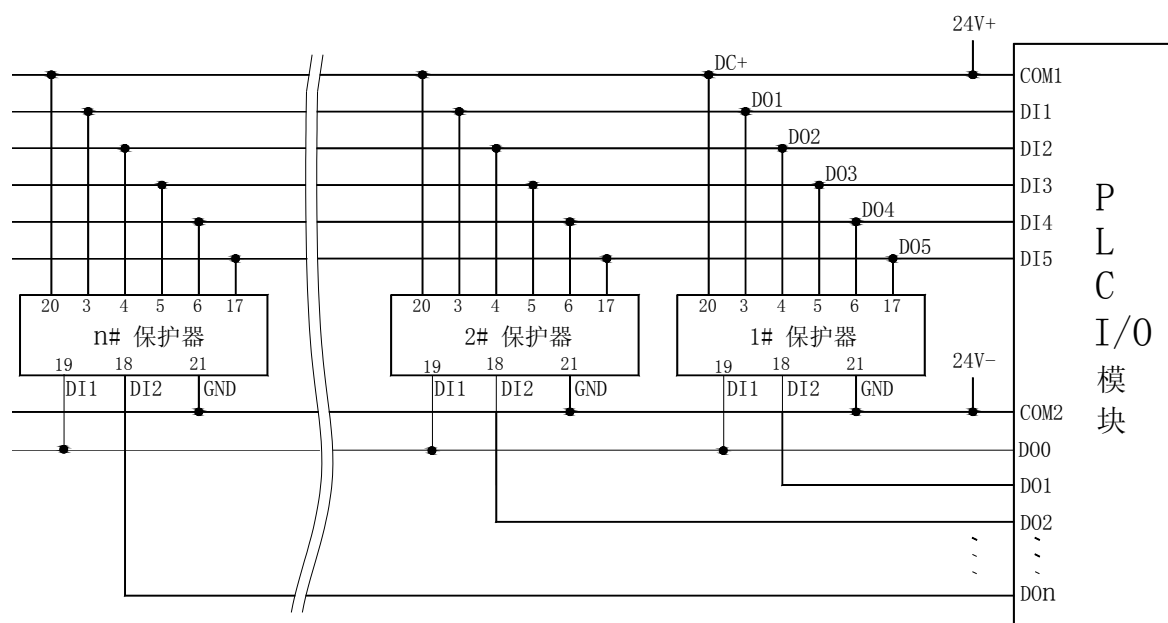 24V+
DC+ COM1
DO1 DI1
DO2 DI2
DO3 DI3
DO4 DI4
DO5 DI5
20 3 4 5 6 17 20 3 4 5 6 17 20 3 4 5 6 17
n# 保护器 2# 保护器 1# 保护器
19 18 21 19 18 21 19 18 21 24V-
DI1 DI2 GND DI1 DI2 GND DI1 DI2 GND
COM2
DO0
DO1
DO2
DOn
P
L
C
I/O
模
块